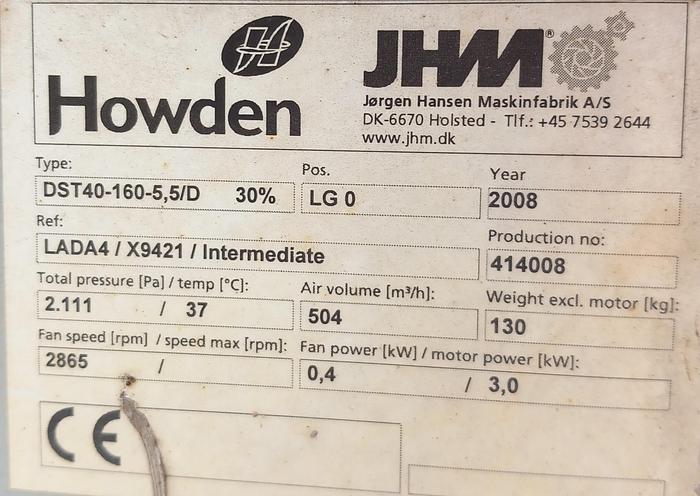 Howden
JHM®
Jørgen Hansen Maskinfabrik A/S
DK-6670 Holsted - Tlf.: +45 7539 2644
www.jhm.dk
Type: Pos. Year
DST40-160-5,5/D 30% LG 0 2008
Ref: Production no:
LADA4 / X9421 / Intermediate 414008
Total pressure [Pa] / temp [°C]: Air volume [m³/h]: Weight excl. motor [kg]:
2.111 / 37 504 130
Fan speed [rpm] / speed max [rpm]: Fan power [kW] / motor power [kW]:
2865 / 0,4 / 3,0
CE